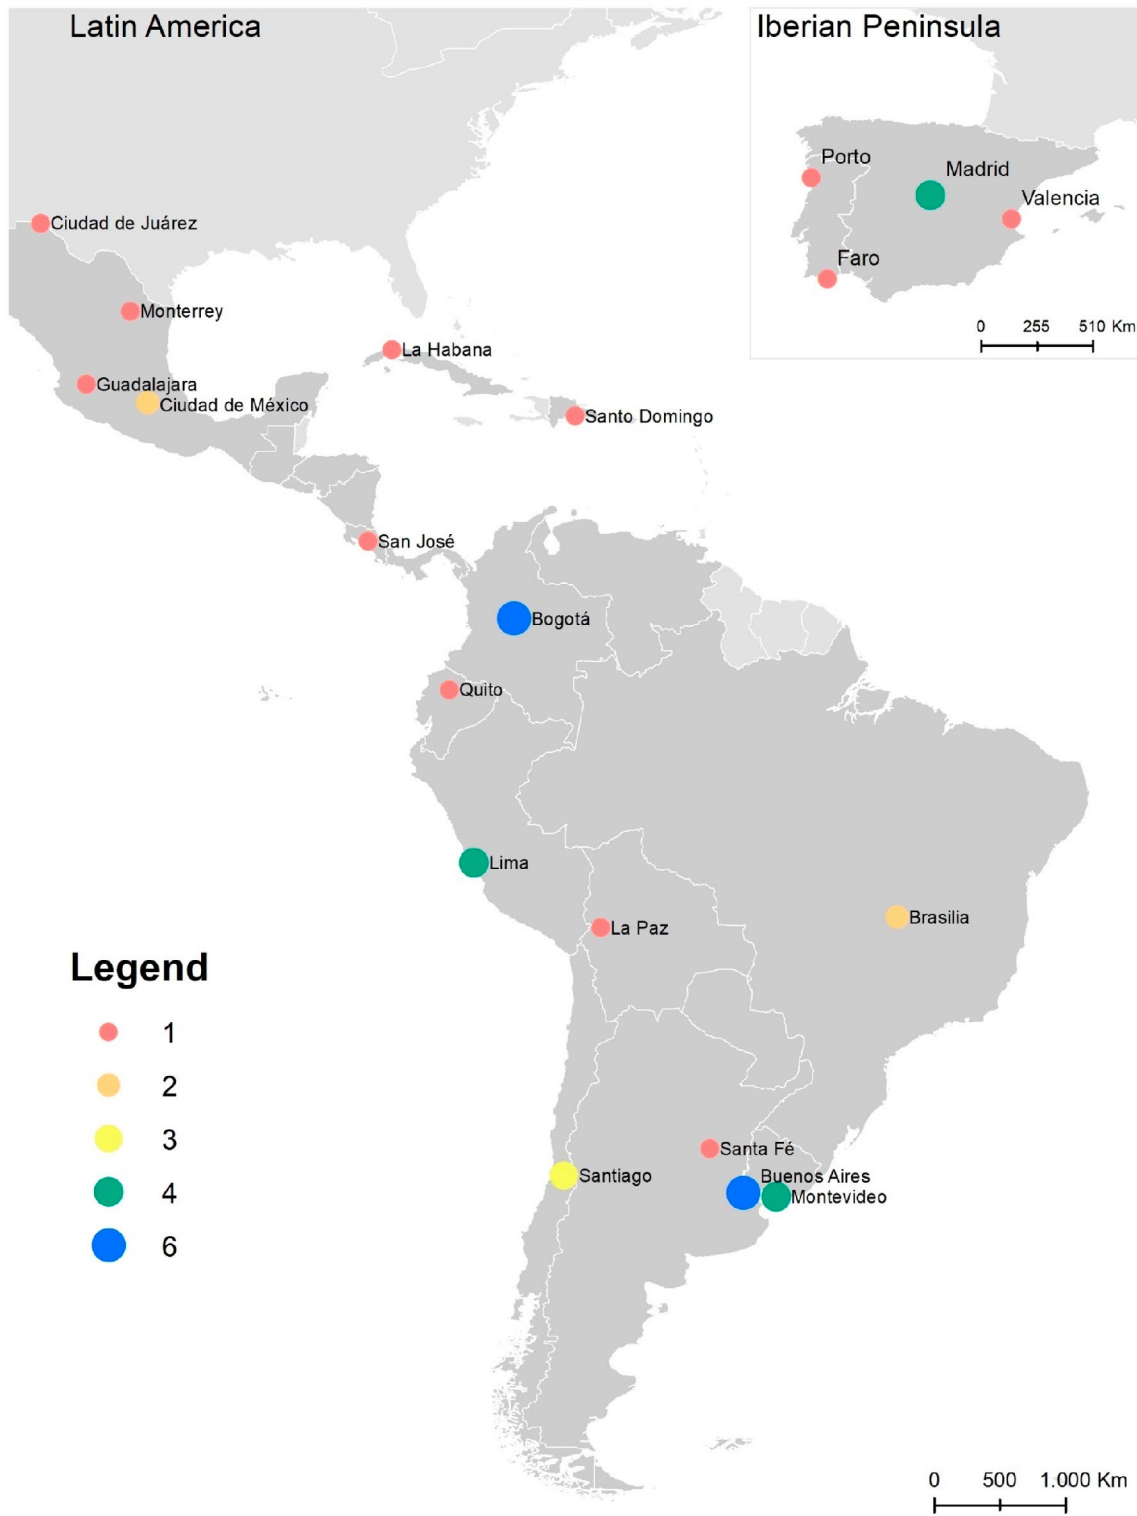 Latin America
Iberian Peninsula
Porto
Madrid
Valencia
Faro
0 255 510 Km
Ciudad de Juárez
Monterrey
La Habana
Guadalajara
Ciudad de México
Santo Domingo
San José
Bogotá
Quito
Lima
La Paz
Brasilia
Legend
1
2
3
4
6
Santa Fé
Santiago
Buenos Aires
Montevideo
0 500 1.000 Km